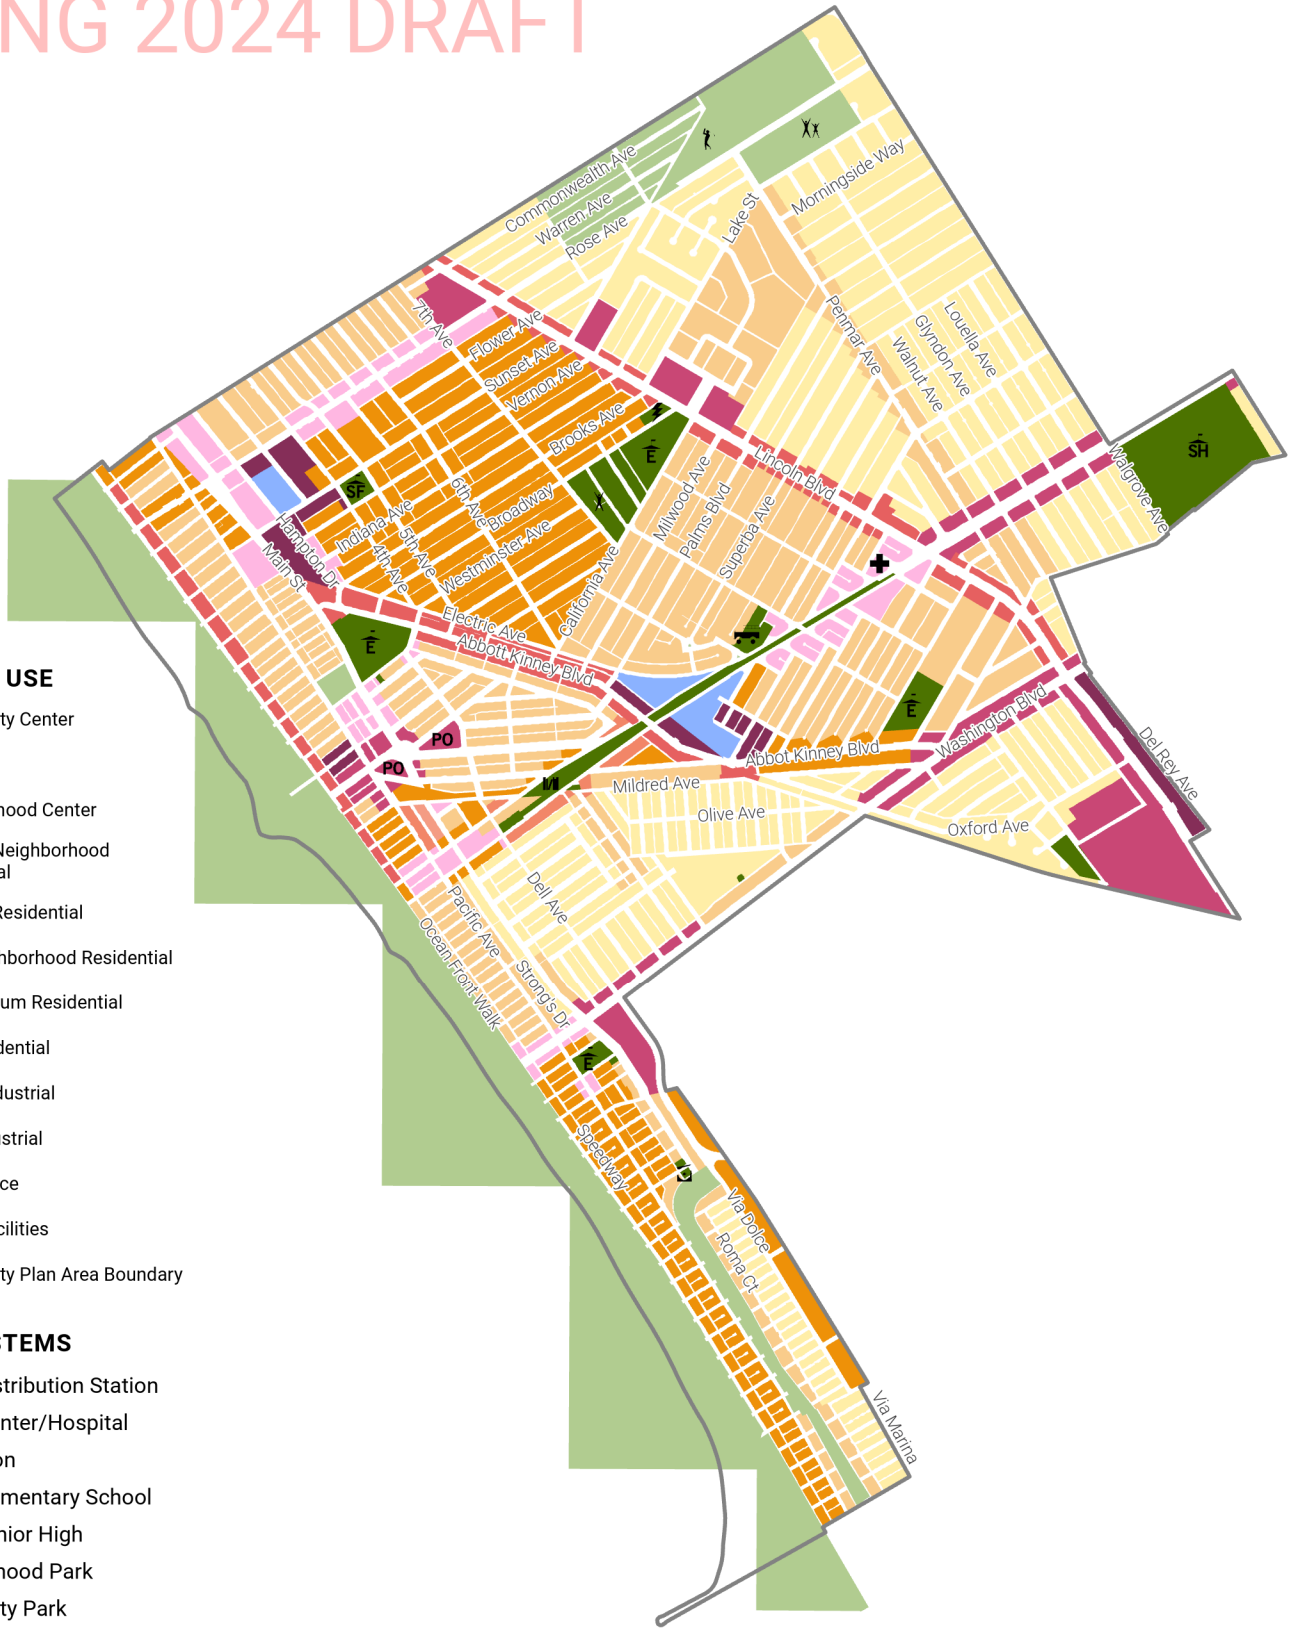 NG 2024 DRAFT
Commonwealth Ave
Warren Ave
Rose Ave
Lake St
Morningside Way
7th Ave
Flower Ave
Sunset Ave
Vernon Ave
Brooks Ave
Penmar Ave
Louella Ave
Glyndon Ave
Walnut Ave
E
SH
Walgrove Ave
Lincoln Blvd
Milwood Ave
Palms Blvd
Superba Ave
SF
6th Ave
Broadway
Indiana Ave
5th Ave
4th Ave
Westminster Ave
California Ave
Hampton Dr
Main St
Electric Ave
Abbott Kinney Blvd
E
E
PO
PO
Washington Blvd
Abbot Kinney Blvd
Del Rey Ave
Mildred Ave
Olive Ave
Oxford Ave
Dell Ave
Pacific Ave
Ocean Front Walk
Strong's Dr
E
Speedway
Via Dolce
Roma Ct
Via Marina
USE
ty Center
hood Center
Neighborhood
al
Residential
hborhood Residential
um Residential
dential
dustrial
strial
ce
cilities
ty Plan Area Boundary
STEMS
stribution Station
nter/Hospital
on
mentary School
nior High
hood Park
ty Park